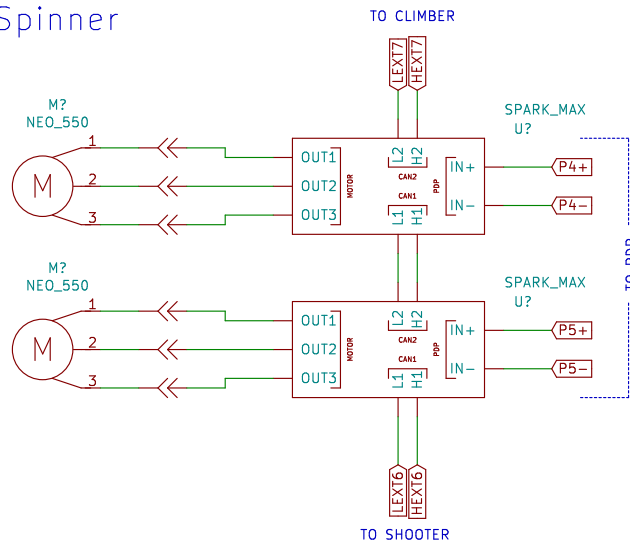 Spinner
TO CLIMBER
LEXT7
HEXT7
M?
NEO_550
1
2
3
M
SPARK_MAX
U?
OUT1
OUT2
OUT3
MOTOR
L2
H2
CAN2
CAN1
L1
H1
PDP
IN+
IN-
P4+
P4-
M?
NEO_550
1
2
3
M
SPARK_MAX
U?
OUT1
OUT2
OUT3
MOTOR
L2
H2
CAN2
CAN1
L1
H1
PDP
IN+
IN-
P5+
P5-
LEXT6
HEXT6
TO SHOOTER